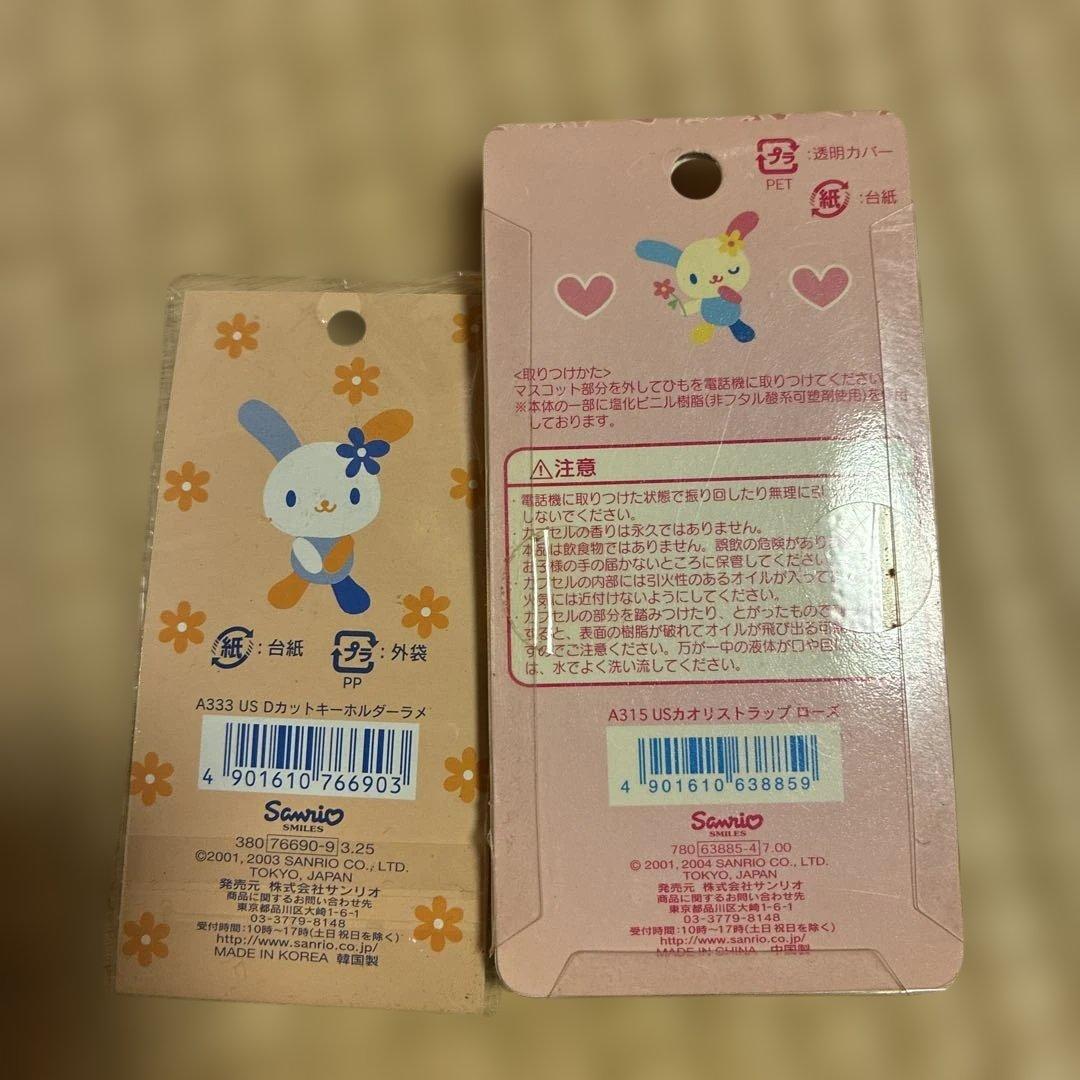 紙:台紙
プラ:外袋
PP
A333 US Dカットキーホルダーラメ
4 901610 766903
Sanrio
SMILES
380 76690-9 3.25
©2001, 2003 SANRIO CO., LTD.
TOKYO, JAPAN
発売元 株式会社サンリオ
商品に関するお問い合わせ先
東京都品川区大崎1-6-1
03-3779-8148
受付時間:10時~17時(土日祝日を除く)
http://www.sanrio.co.jp/
MADE IN KOREA 韓国製
プラ:透明カバー
PET
紙:台紙
<取りつけかた>
マスコット部分を外してひもを電話機に取りつけてください
※本体の一部に塩化ビニル樹脂(非フタル酸系可塑剤使用)を使用
しております。
注意
・電話機に取りつけた状態で振り回したり無理に引
しないでください。
・カプセルの香りは永久ではありません。
・本品は飲食物ではありません。誤飲の危険があり
お子様の手の届かないところに保管してください
・カプセルの内部には引火性のあるオイルが入って
火気には近付けないようにしてください。
・カプセルの部分を踏みつけたり、とがったもので
すると、表面の樹脂が破れてオイルが飛び出る可能
すのでご注意ください。万が一中の液体が口や目に
は、水でよく洗い流してください。
A315 USカオリストラップ ローズ
4 901610 638859
Sanrio
SMILES
780 63885-4 7.00
©2001, 2004 SANRIO CO., LTD.
TOKYO, JAPAN
発売元 株式会社サンリオ
商品に関するお問い合わせ先
東京都品川区大崎1-6-1
03-3779-8148
受付時間:10時~17時(土日祝日を除く)
http://www.sanrio.co.jp/
MADE IN CHINA 中国製